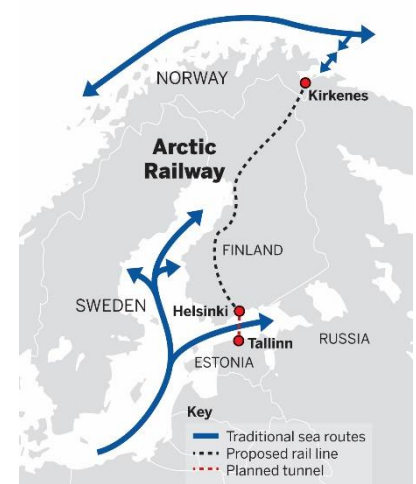 NORWAY
Kirkenes
Arctic
Railway
FINLAND
SWEDEN
Helsinki
Tallinn
RUSSIA
ESTONIA
Key
Traditional sea routes
Proposed rail line
Planned tunnel